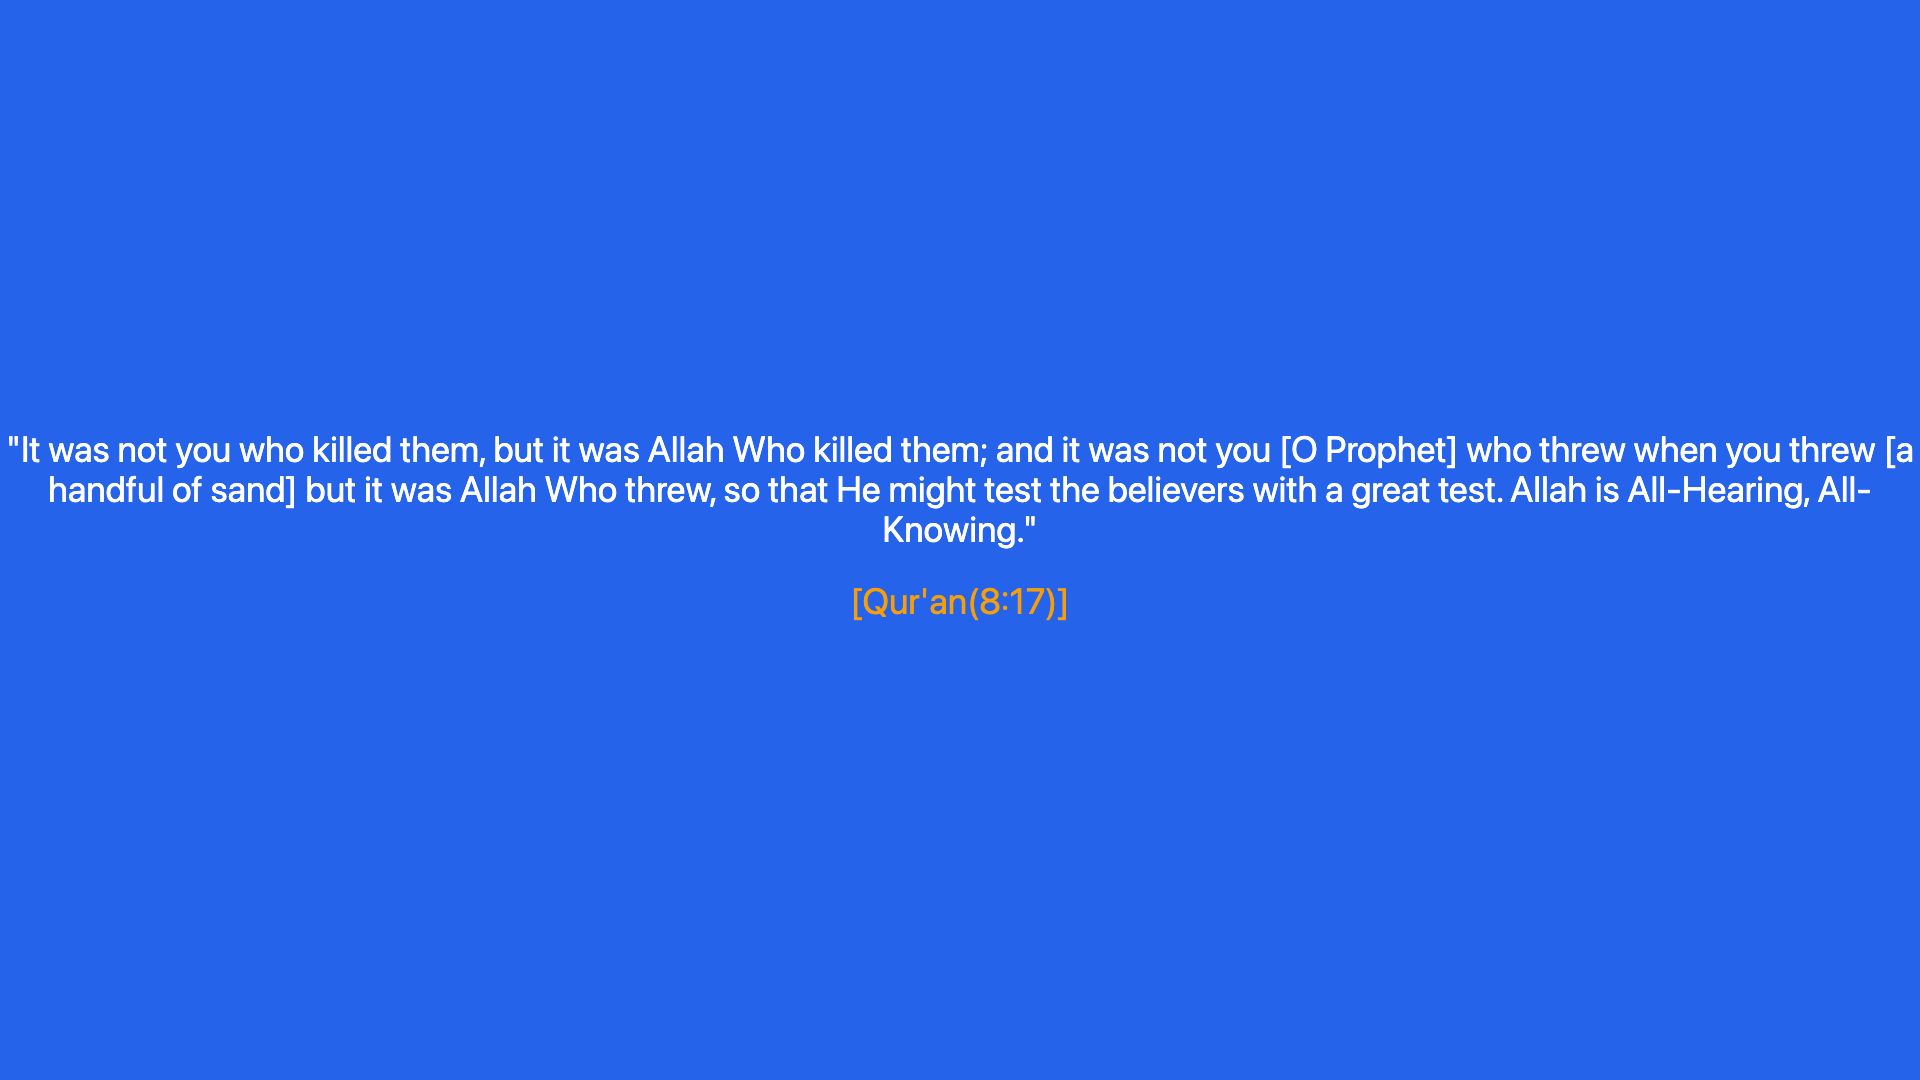 "It was not you who killed them, but it was Allah Who killed them; and it was not you [O Prophet] who threw when you threw [a
handful of sand] but it was Allah Who threw, so that He might test the believers with a great test. Allah is All-Hearing, All-
Knowing."
[Qur'an(8:17)]